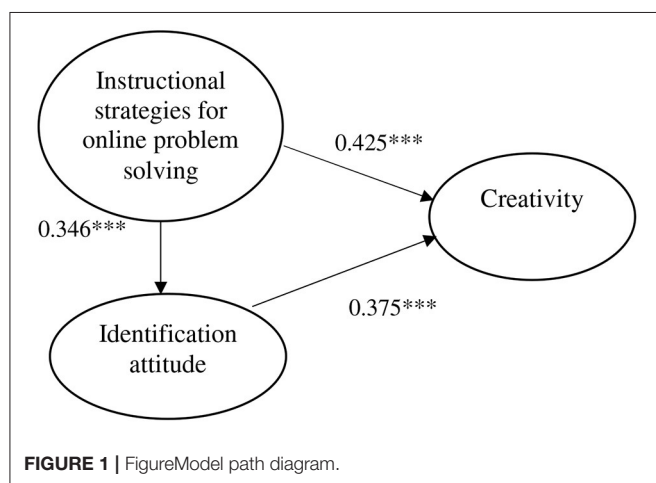 Instructional
strategies for
online problem
solving
0.425***
Creativity
0.346***
0.375***
Identification
attitude
FIGURE 1 | FigureModel path diagram.